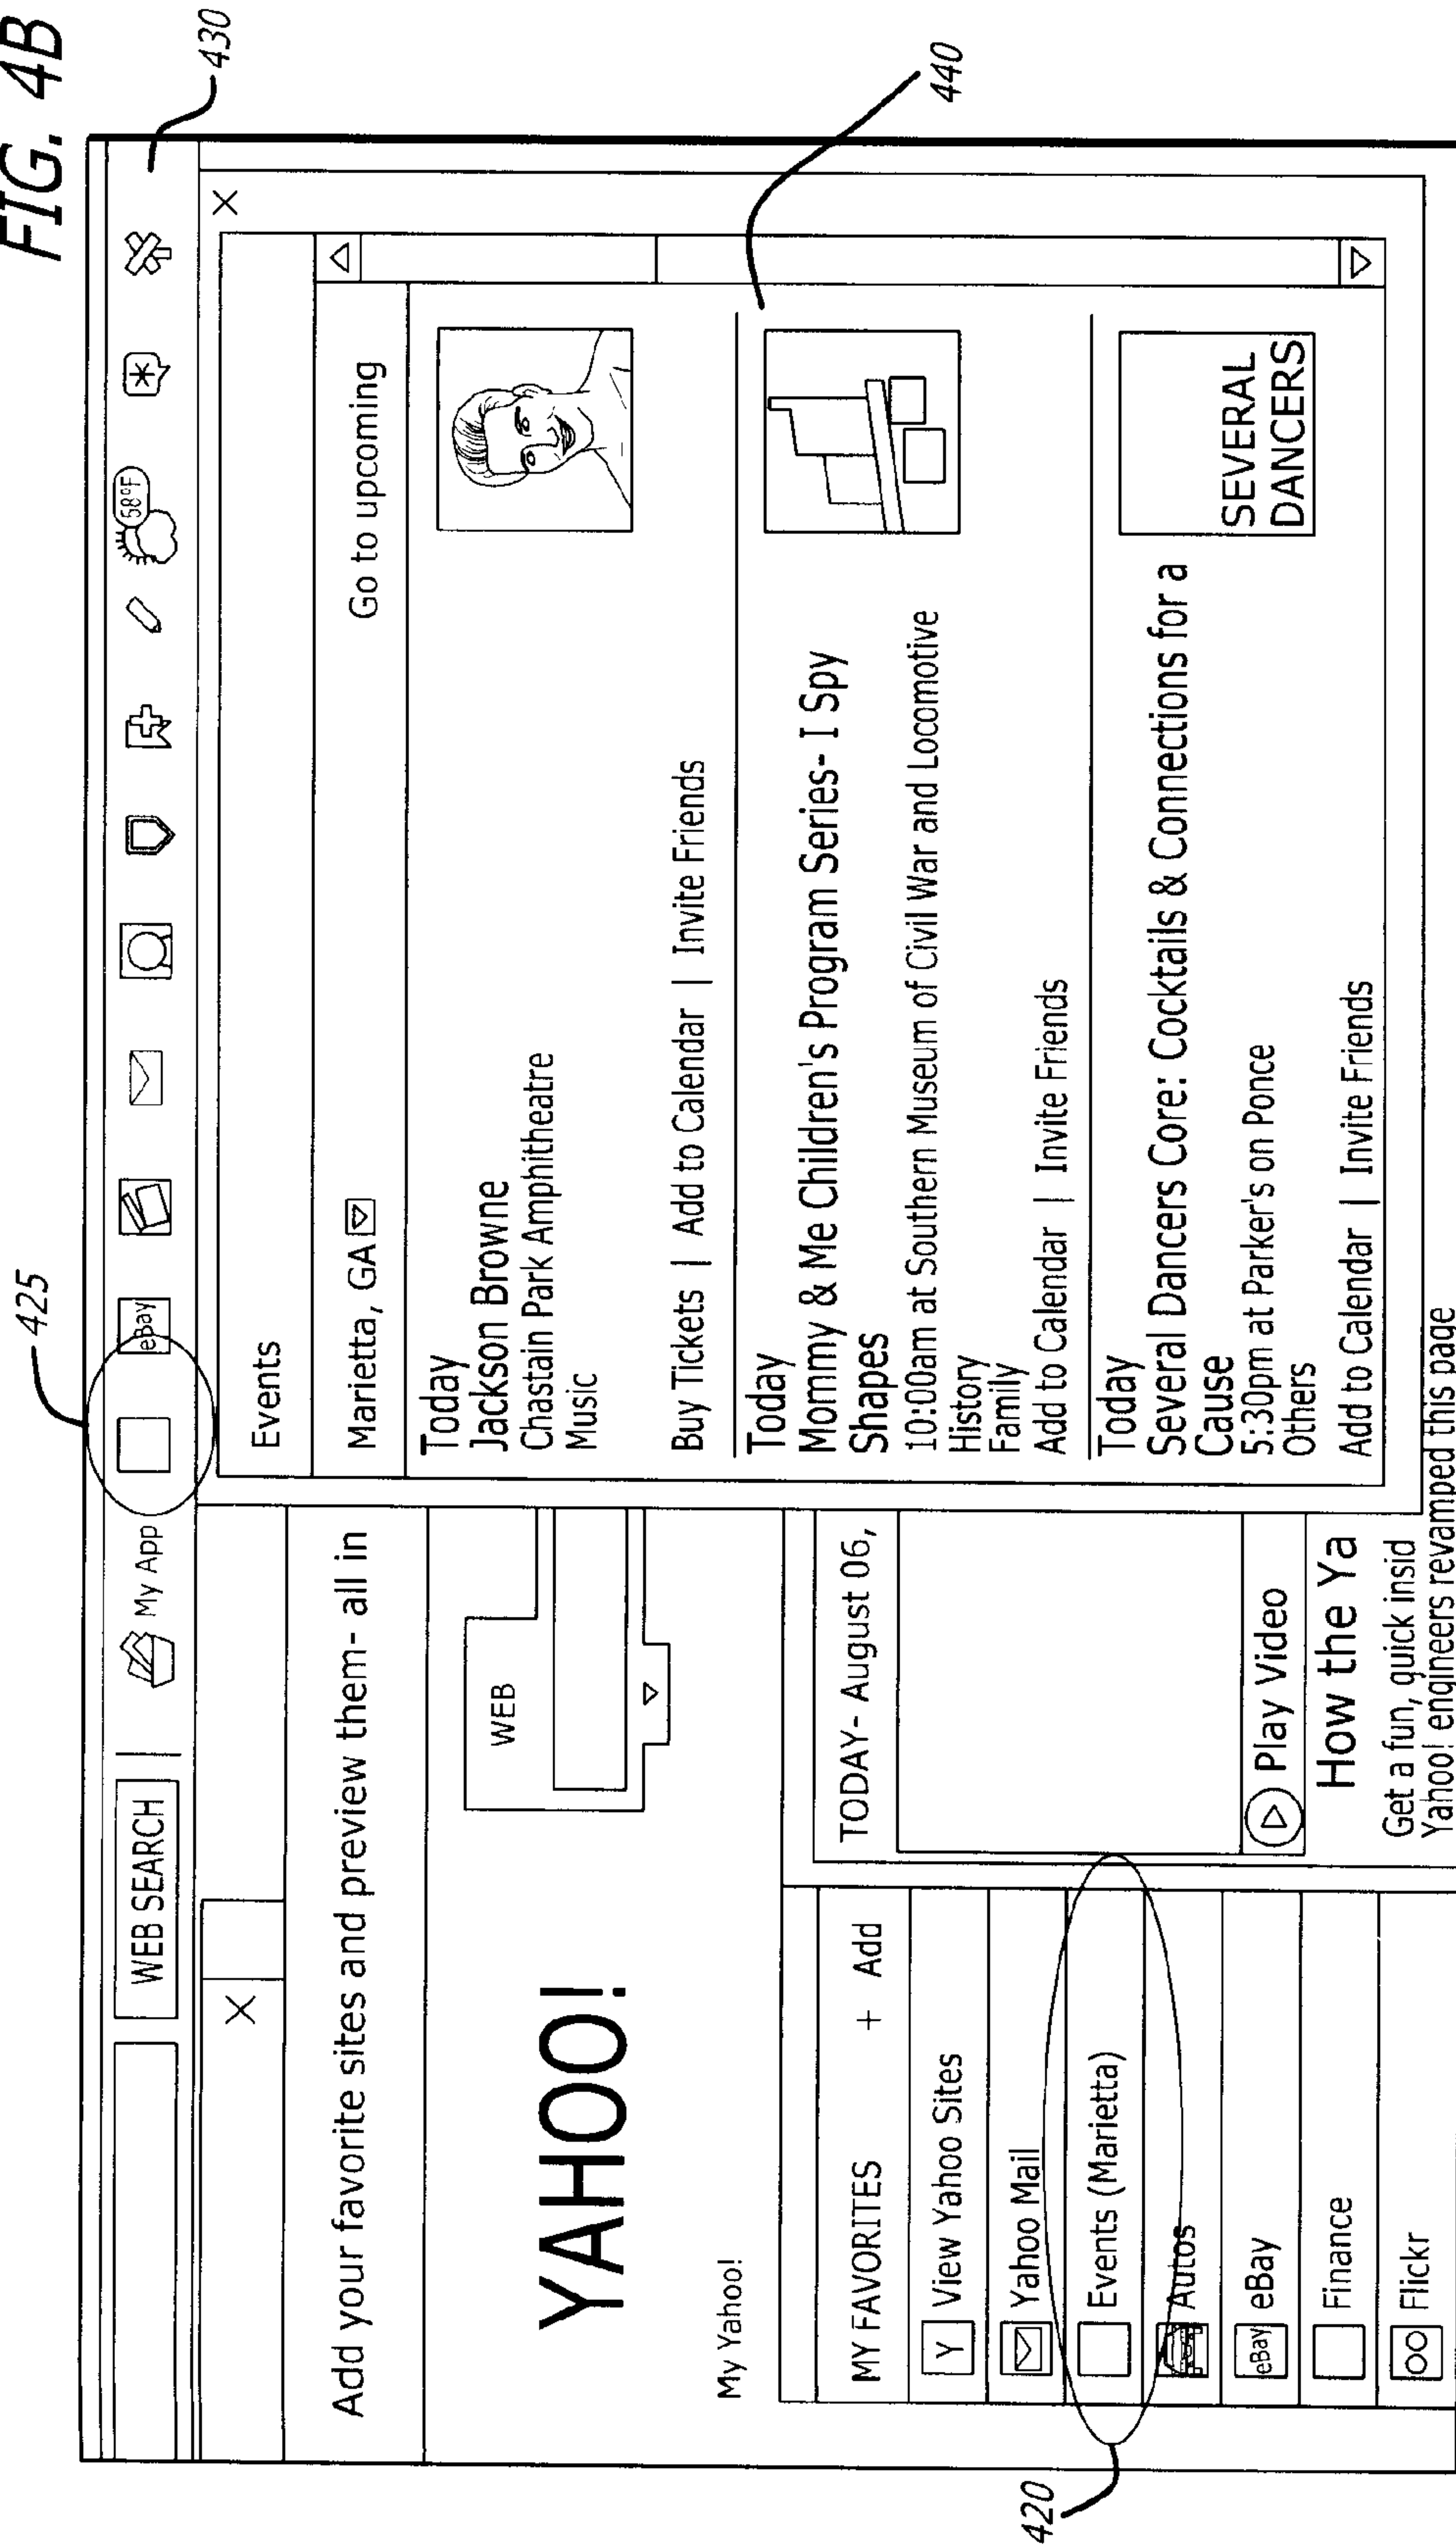 FIG. 4B
425
430
WEB SEARCH
My App
eBay
68°F
X
X
Add your favorite sites and preview them- all in
YAHOO!
WEB
My Yahoo!
MY FAVORITES + Add
Y View Yahoo Sites
Yahoo Mail
Events (Marietta)
Autos
eBay eBay
Finance
Flickr
420
TODAY- August 06,
Play Video
How the Ya
Get a fun, quick insid
Yahoo! engineers revamped this page
Events
Marietta, GA
Go to upcoming
Today
Jackson Browne
Chastain Park Amphitheatre
Music
Buy Tickets | Add to Calendar | Invite Friends
440
Today
Mommy & Me Children's Program Series- I Spy
Shapes
10:00am at Southern Museum of Civil War and Locomotive
History
Family
Add to Calendar | Invite Friends
Today
Several Dancers Core: Cocktails & Connections for a
Cause
5:30pm at Parker's on Ponce
Others
Add to Calendar | Invite Friends
SEVERAL
DANCERS